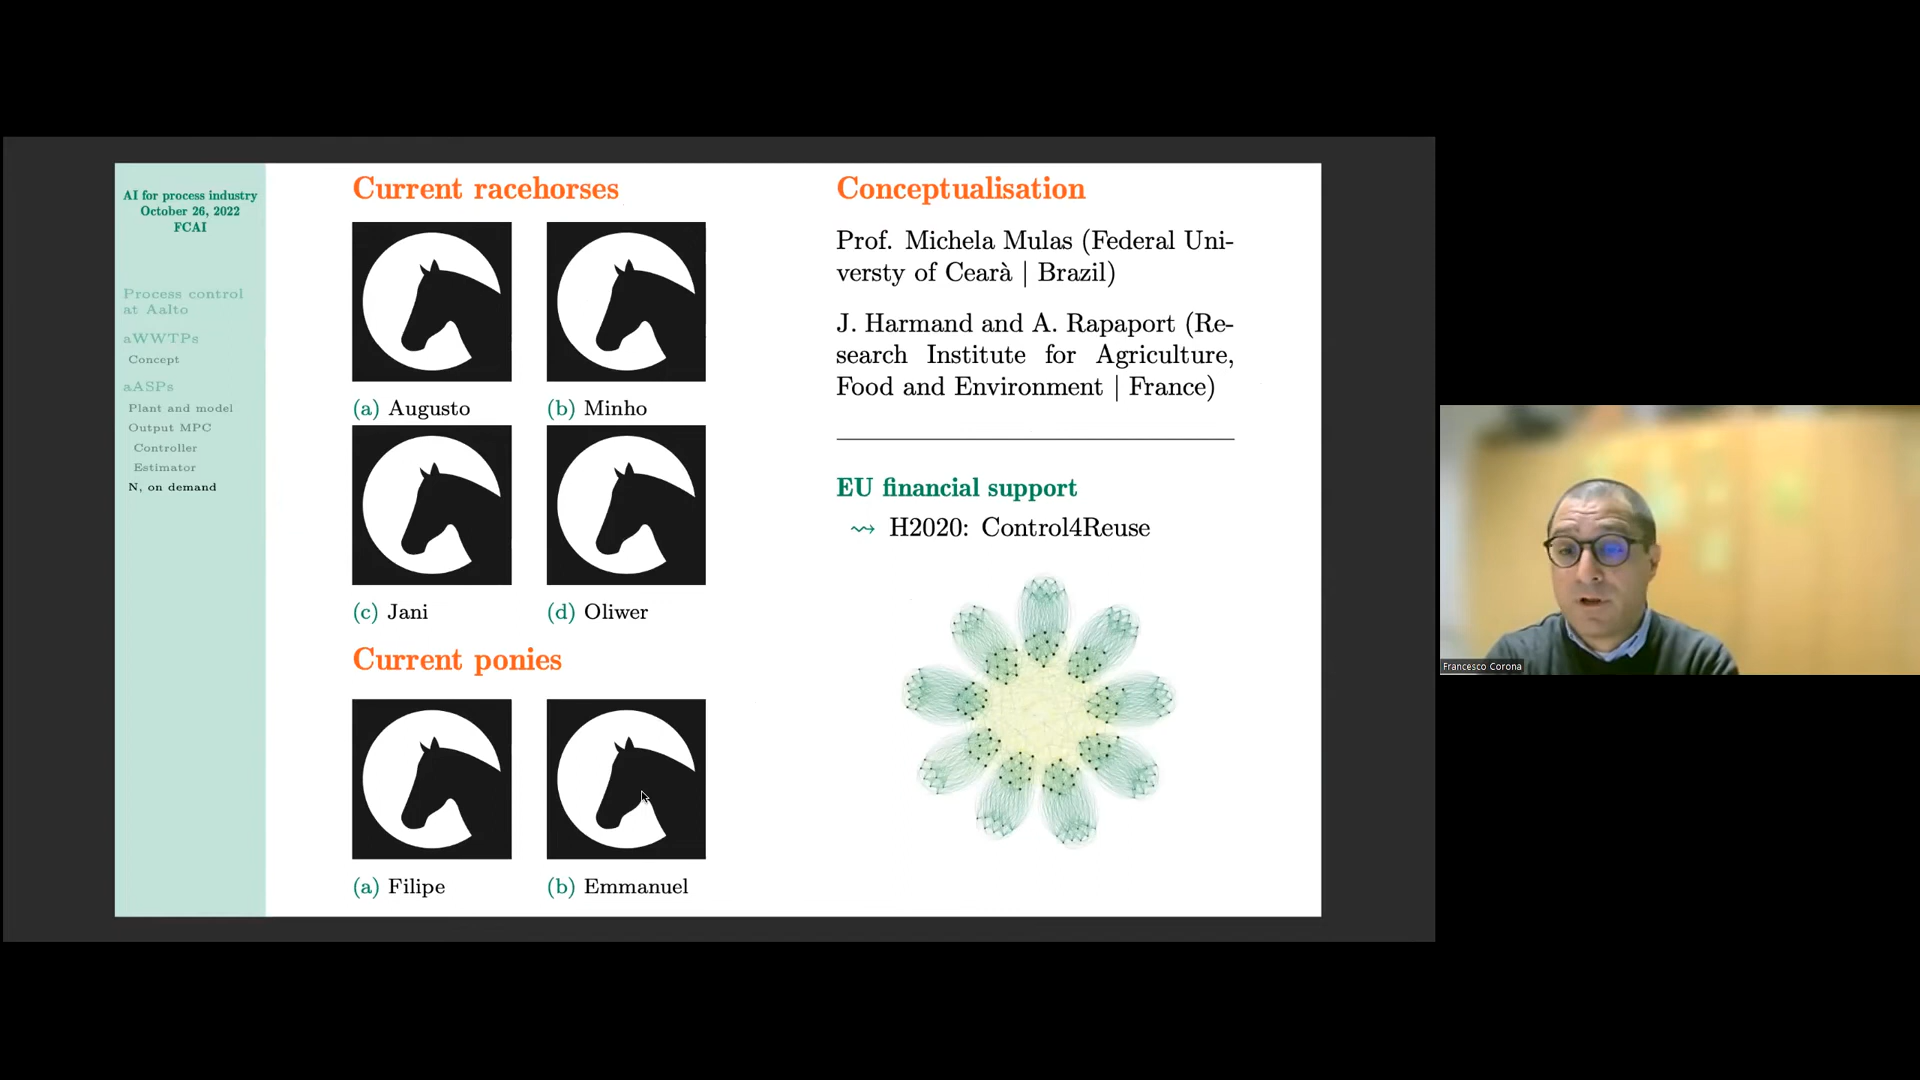 AI for process industry
October 26, 2022
FCAI
Process control
at Aalto
aWWTPs
Concept
aASPs
Plant and model
Output MPC
Controller
Estimator
N, on demand
Current racehorses
(a) Augusto
(b) Minho
(c) Jani
(d) Oliwer
Current ponies
(a) Filipe
(b) Emmanuel
Conceptualisation
Prof. Michela Mulas (Federal Uni-
versty of Cearà | Brazil)
J. Harmand and A. Rapaport (Re-
search Institute for Agriculture,
Food and Environment | France)
EU financial support
⇝ H2020: Control4Reuse
Francesco Corona